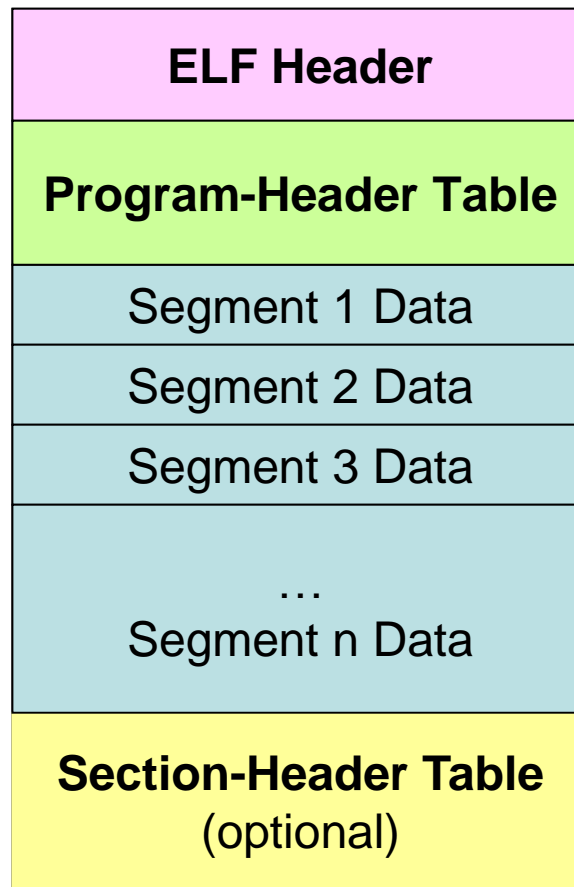 ELF Header
Program-Header Table
Segment 1 Data
Segment 2 Data
Segment 3 Data
…
Segment n Data
Section-Header Table
(optional)